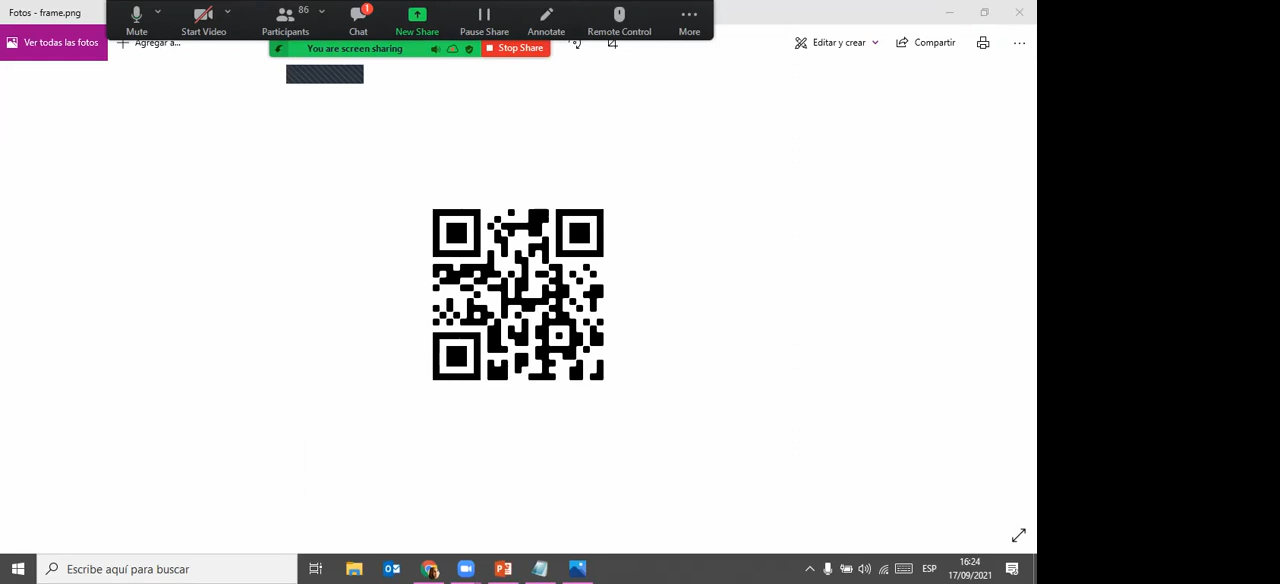 Fotos - frame.png
86
1
Mute
Start Video
Participants
Chat
New Share
Pause Share
Annotate
Remote Control
More
Ver todas las fotos
Agregar a...
You are screen sharing
Stop Share
Editar y crear
Compartir
Escribe aquí para buscar
ESP
16:24
17/09/2021